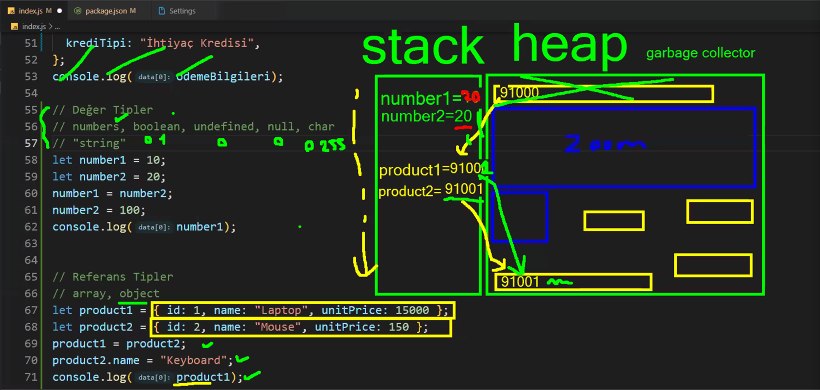 index.js
package.json
Settings
index.js > ...
51 krediTipi: "İhtiyaç Kredisi",
52 };
53 console.log( data[0]: odemeBilgileri);
54
55 // Değer Tipler
56 // numbers, boolean, undefined, null, char
57 // "string" 0 1 0 0 0 255
58 let number1 = 10;
59 let number2 = 20;
60 number1 = number2;
61 number2 = 100;
62 console.log( data[0]: number1);
63
64
65 // Referans Tipler
66 // array, object
67 let product1 = { id: 1, name: "Laptop", unitPrice: 15000 };
68 let product2 = { id: 2, name: "Mouse", unitPrice: 150 };
69 product1 = product2;
70 product2.name = "Keyboard";
71 console.log( data[0]: product1);
stack
number1=20
number2=20
product1=91001
product2= 91001
heap
garbage collector
91000
zoom
91001